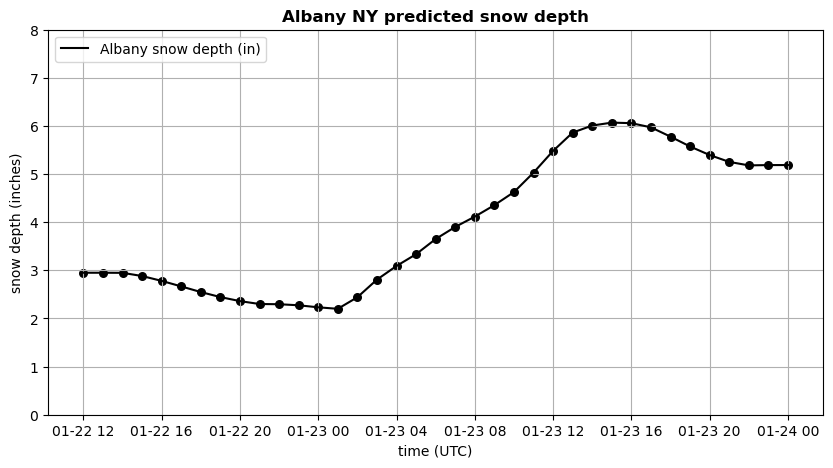 Albany NY predicted snow depth
Albany snow depth (in)
8
7
6
5
4
3
2
1
0
snow depth (inches)
01-22 12 01-22 16 01-22 20 01-23 00 01-23 04 01-23 08 01-23 12 01-23 16 01-23 20 01-24 00
time (UTC)